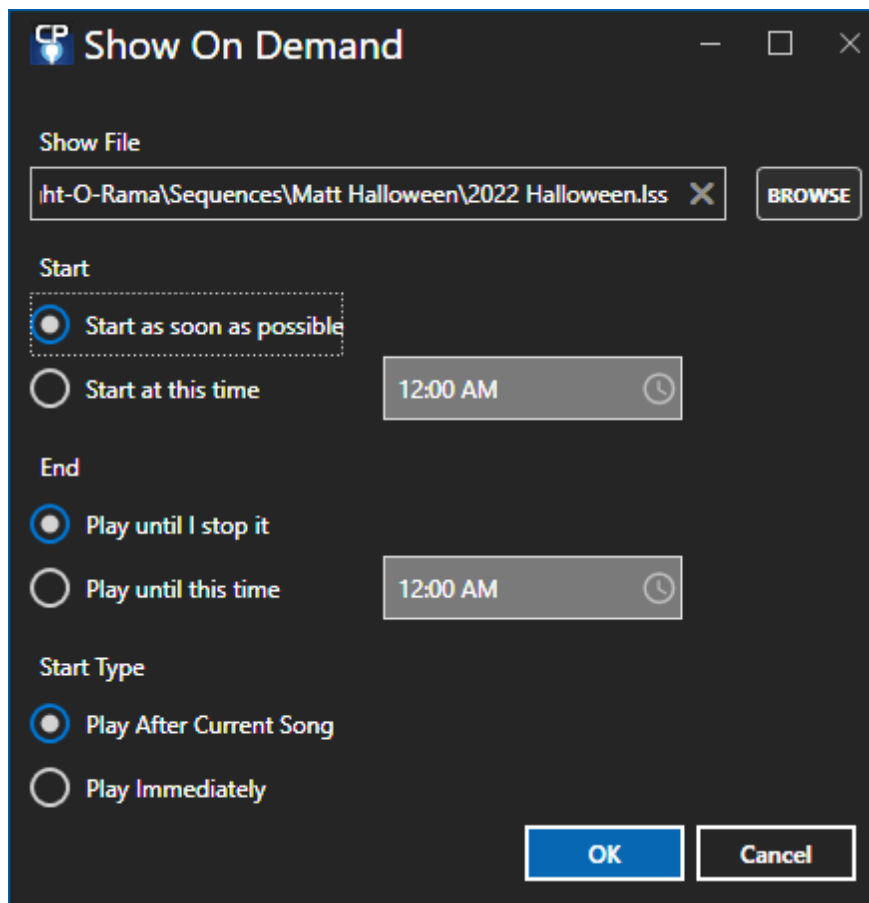 CP Show On Demand
Show File
ht-O-Rama\Sequences\Matt Halloween\2022 Halloween.lss
BROWSE
Start
Start as soon as possible
Start at this time 12:00 AM
End
Play until I stop it
Play until this time 12:00 AM
Start Type
Play After Current Song
Play Immediately
OK Cancel